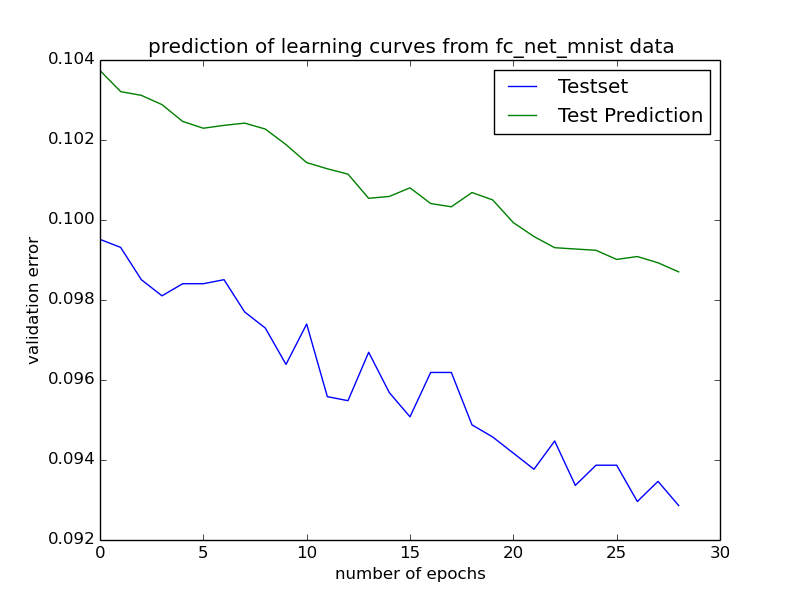 prediction of learning curves from fc_net_mnist data
Testset
Test Prediction
0.104
0.102
0.100
0.098
0.096
0.094
0.092
validation error
0 5 10 15 20 25 30
number of epochs